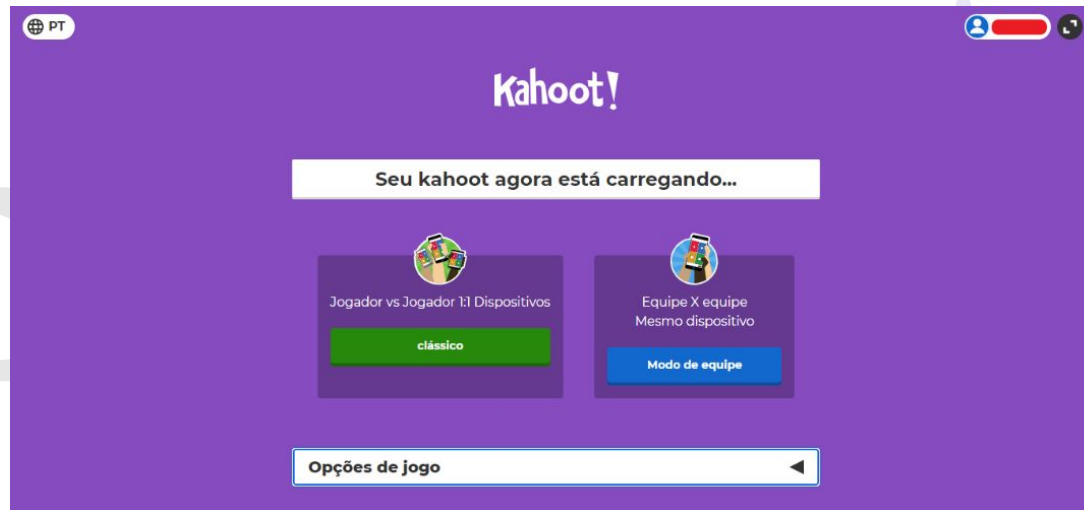 PT
Kahoot!
Seu kahoot agora está carregando...
Jogador vs Jogador 1:1 Dispositivos
clássico
Equipe X equipe
Mesmo dispositivo
Modo de equipe
Opções de jogo